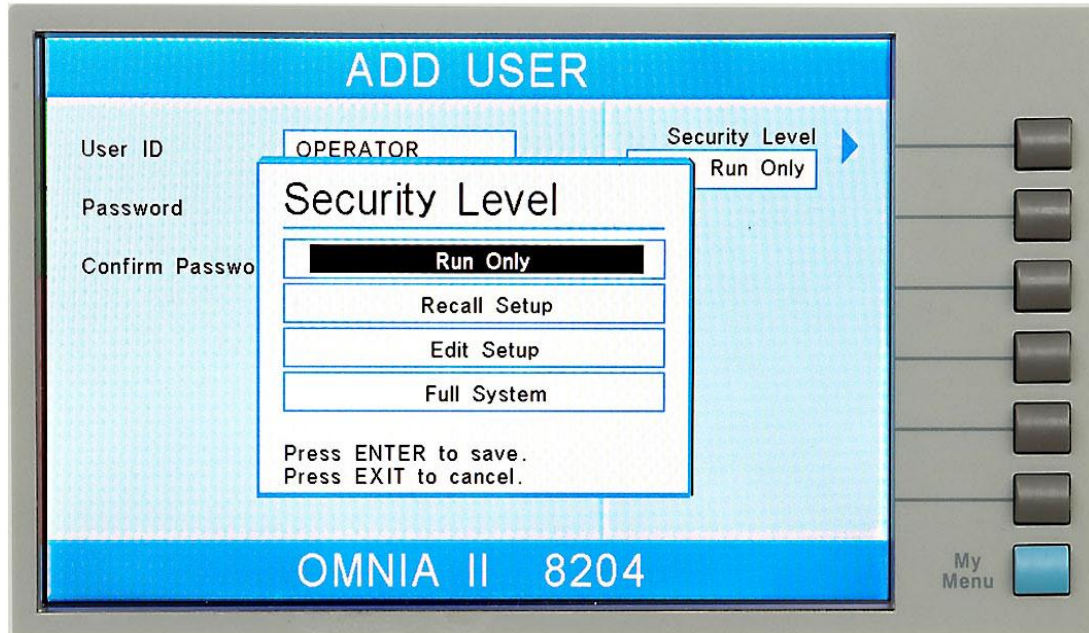 ADD USER
User ID
OPERATOR
Security Level
Run Only
Password
Confirm Passwo
Security Level
Run Only
Recall Setup
Edit Setup
Full System
Press ENTER to save.
Press EXIT to cancel.
OMNIA II 8204
My
Menu